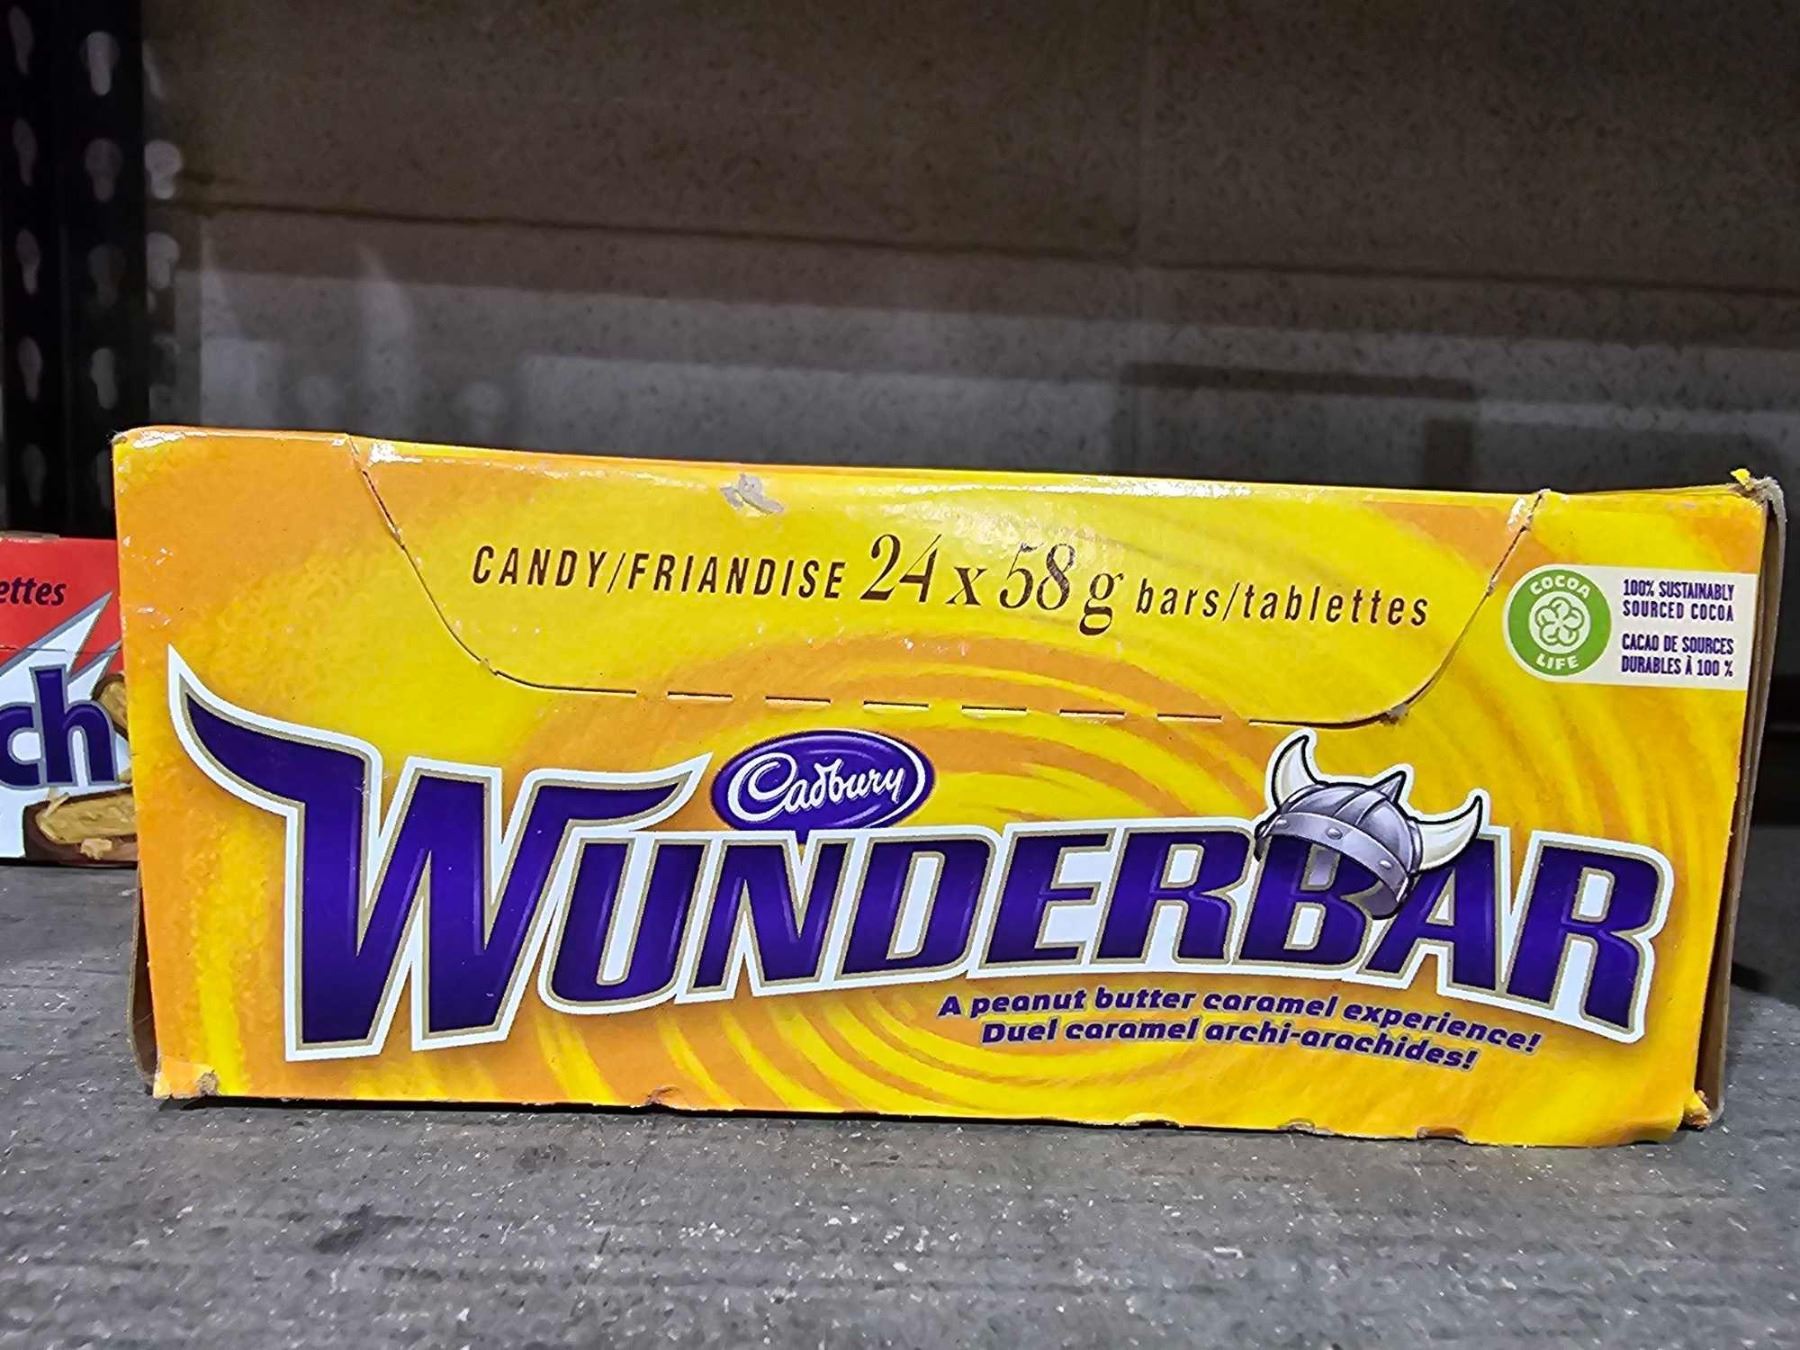 CANDY/FRIANDISE 24 x 58 g bars/tablettes
COCOA
LIFE
100% SUSTAINABLY
SOURCED COCOA
CACAO DE SOURCES
DURABLES À 100 %
Cadbury
WUNDERBAR
A peanut butter caramel experience!
Duel caramel archi-arachides!
ettes
ch